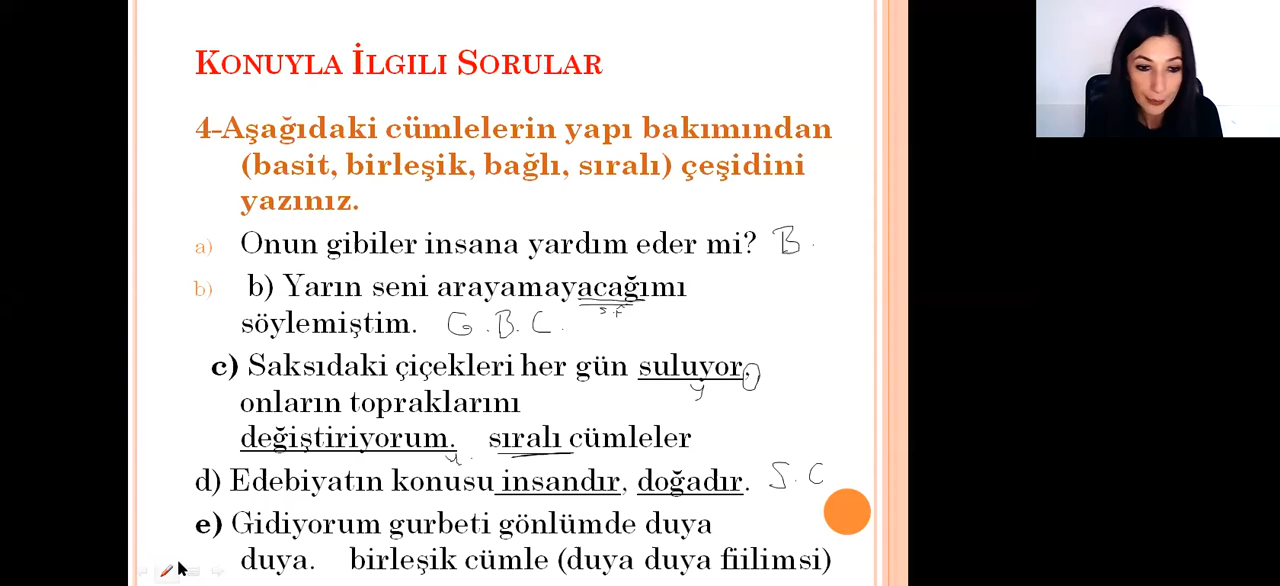 KONUYLA İLGILI SORULAR
4-Aşağıdaki cümlelerin yapı bakımından
(basit, birleşik, bağlı, sıralı) çeşidini
yazınız.
a) Onun gibiler insana yardım eder mi? B.
b) b) Yarın seni arayamayacağımı
s.f
söylemiştim. G.B.C.
c) Saksıdaki çiçekleri her gün suluyor,
y
onların topraklarını
değiştiriyorum. sıralı cümleler
y.
d) Edebiyatın konusu insandır, doğadır. S.C
e) Gidiyorum gurbeti gönlümde duya
duya. birleşik cümle (duya duya fiilimsi)